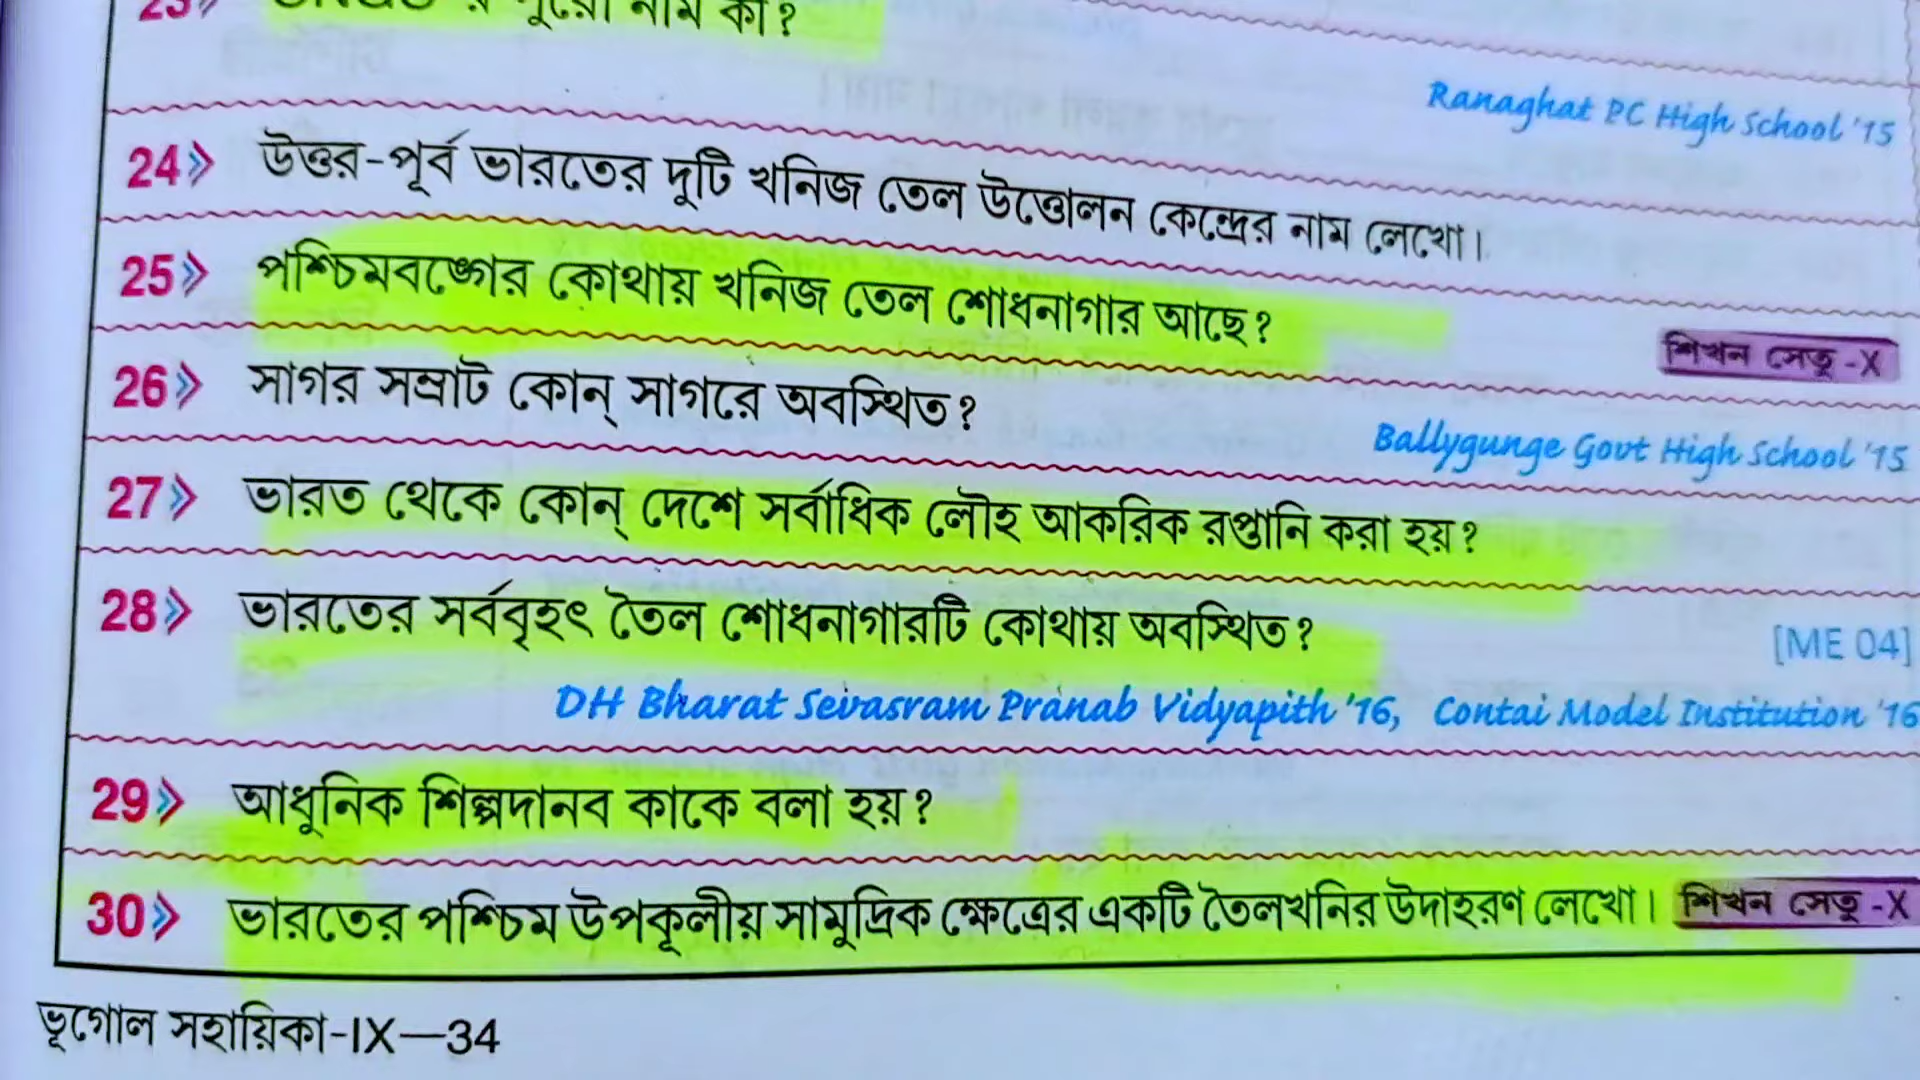 23» ONGC-র পুরো নাম কী?
Ranaghat PC High School '15
24» উত্তর-পূর্ব ভারতের দুটি খনিজ তেল উত্তোলন কেন্দ্রের নাম লেখো।
25» পশ্চিমবঙ্গের কোথায় খনিজ তেল শোধনাগার আছে?
শিখন সেতু -X
26» সাগর সম্রাট কোন্ সাগরে অবস্থিত?
Ballygunge Govt High School '15
27» ভারত থেকে কোন্ দেশে সর্বাধিক লৌহ আকরিক রপ্তানি করা হয়?
28» ভারতের সর্ববৃহৎ তৈল শোধনাগারটি কোথায় অবস্থিত?
[ME 04]
DH Bharat Sevasram Pranab Vidyapith '16, Contai Model Institution '16
29» আধুনিক শিল্পদানব কাকে বলা হয়?
30» ভারতের পশ্চিম উপকূলীয় সামুদ্রিক ক্ষেত্রের একটি তৈলখনির উদাহরণ লেখো। শিখন সেতু -X
ভূগোল সহায়িকা-IX—34